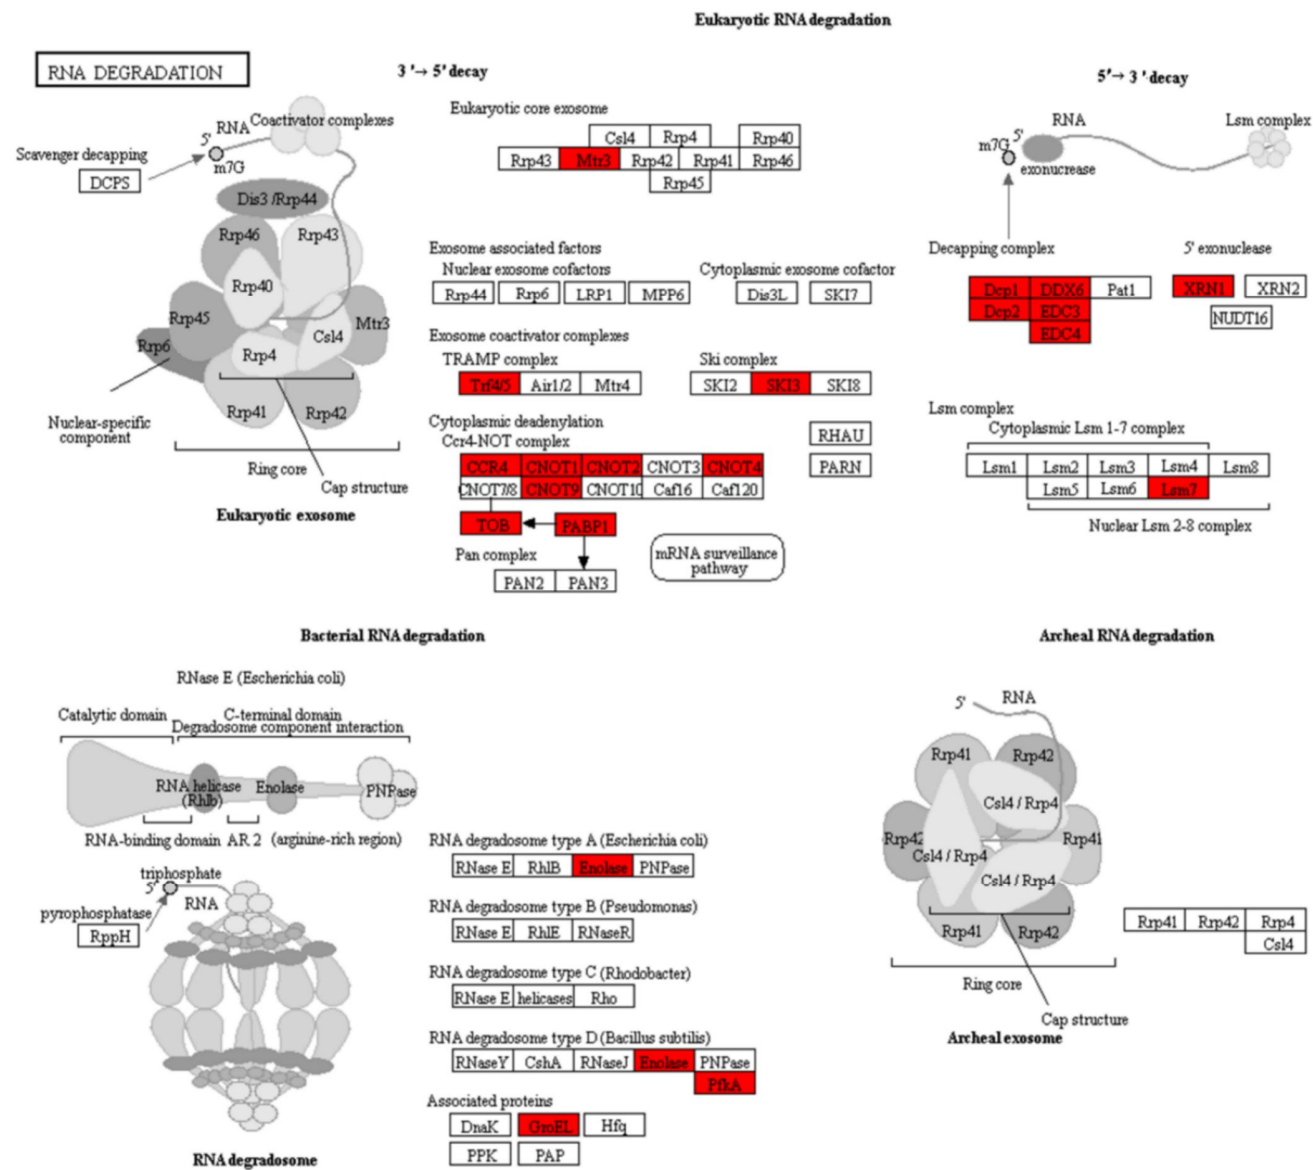 Eukaryotic RNA degradation
RNA DEGRADATION
3 '→ 5' decay
5'→ 3 ' decay
Eukaryotic core exosome
Csl4 Rrp4 Rrp40
Rrp43 Mtr3 Rrp42 Rrp41 Rrp46
Rrp45
5' RNA Coactivator complexes
m7G
Scavenger decapping
DCPS
Dis3 /Rrp44
Rrp46 Rrp43
Rrp40
Rrp45 Csl4 Mtr3
Rrp6 Rrp4
Rrp41 Rrp42
Nuclear-specific
component
Ring core
Cap structure
Eukaryotic exosome
Exosome associated factors
Nuclear exosome cofactors
Rrp44 Rrp6 LRP1 MPP6
Cytoplasmic exosome cofactor
Dis3L SKI7
Exosome coactivator complexes
TRAMP complex
Trf4/5 Air1/2 Mtr4
Ski complex
SKI2 SKI3 SKI8
Cytoplasmic deadenylation
Ccr4-NOT complex
CCR4 CNOT1 CNOT2 CNOT3 CNOT4
CNOT7/8 CNOT9 CNOT10 Caf16 Caf120
RHAU
PARN
TOB PABP1
Pan complex
PAN2 PAN3
mRNA surveillance
pathway
RNA Lsm complex
m7G 5'
exonucrease
Decapping complex
Dcp1 DDX6 Pat1
Dcp2 EDC3
EDC4
5' exonuclease
XRN1 XRN2
NUDT16
Lsm complex
Cytoplasmic Lsm 1-7 complex
Lsm1 Lsm2 Lsm3 Lsm4 Lsm8
Lsm5 Lsm6 Lsm7
Nuclear Lsm 2-8 complex
Bacterial RNA degradation
RNase E (Escherichia coli)
Catalytic domain C-terminal domain
Degradosome component interaction
RNA helicase
(Rhlb)
Enolase
PNPase
RNA-binding domain AR 2 (arginine-rich region)
triphosphate
5' RNA
pyrophosphatase
RppH
RNA degradosome
RNA degradosome type A (Escherichia coli)
RNase E RhlB Enolase PNPase
RNA degradosome type B (Pseudomonas)
RNase E RhlE RNaseR
RNA degradosome type C (Rhodobacter)
RNase E helicases Rho
RNA degradosome type D (Bacillus subtilis)
RNaseY CshA RNaseJ Enolase PNPase
PfkA
Associated proteins
DnaK GroEL Hfq
PPK PAP
Archeal RNA degradation
5' RNA
Rrp41 Rrp42
Csl4 / Rrp4
Rrp42 Csl4 / Rrp4 Rrp41
Csl4 / Rrp4
Rrp41 Rrp42
Ring core
Cap structure
Archeal exosome
Rrp41 Rrp42 Rrp4
Csl4